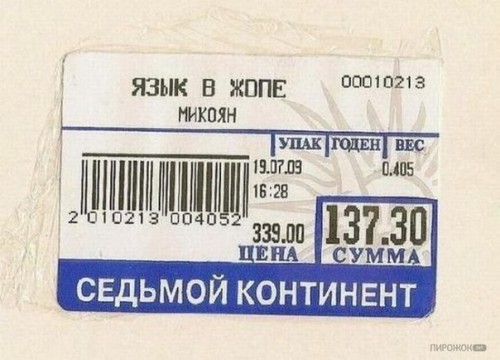 ЯЗЫК В ЖОПЕ
00010213
МИКОЯН
УПАК ГОДЕН ВЕС
19.07.09
0.405
16:28
2 010213 004052
339.00
137.30
ЦЕНА
СУММА
СЕДЬМОЙ КОНТИНЕНТ
ПИРОЖОК